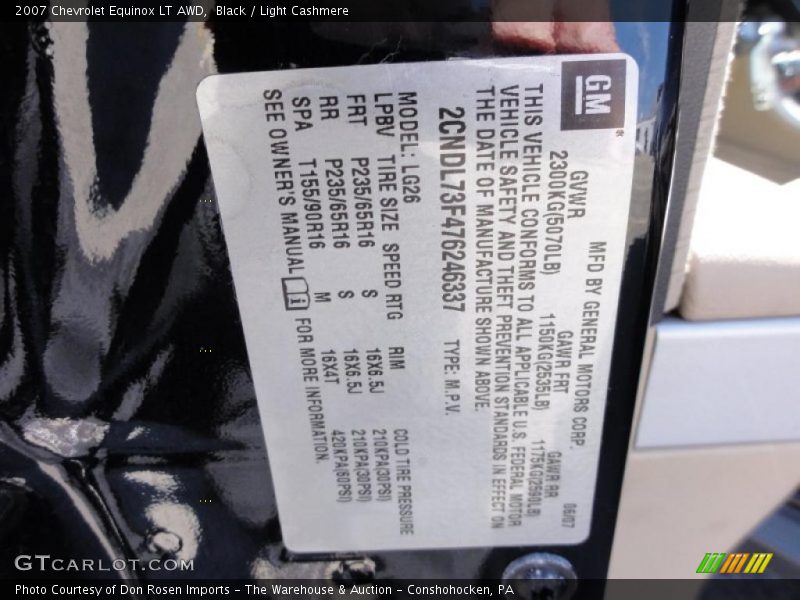 2007 Chevrolet Equinox LT AWD,  Black / Light Cashmere
GM
MFD BY GENERAL MOTORS CORP. 06/07
GVWR GAWR FRT GAWR RR
2300KG(5070LB) 1150KG(2535LB) 1175KG(2590LB)
THIS VEHICLE CONFORMS TO ALL APPLICABLE U.S. FEDERAL MOTOR
VEHICLE SAFETY AND THEFT PREVENTION STANDARDS IN EFFECT ON
THE DATE OF MANUFACTURE SHOWN ABOVE.
2CNDL73F476246337 TYPE: M.P.V.
MODEL: LG26
LPBV TIRE SIZE SPEED RTG RIM COLD TIRE PRESSURE
FRT P235/65R16 S 16X6.5J 210KPA(30PSI)
RR P235/65R16 S 16X6.5J 210KPA(30PSI)
SPA T155/90R16 M 16X4T 420KPA(60PSI)
SEE OWNER'S MANUAL i FOR MORE INFORMATION.
GTcarlot.com
Photo Courtesy of Don Rosen Imports – The Warehouse & Auction – Conshohocken, PA